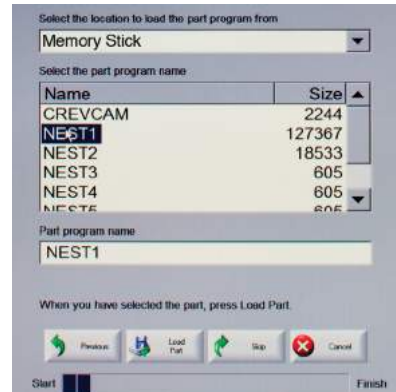 Select the location to load the part program from
Memory Stick
Select the part program name
Name Size
CREVCAM 2244
NEST1 127367
NEST2 18533
NEST3 605
NEST4 605
NEST5 605
Part program name
NEST1
When you have selected the part, press Load Part.
Previous Load Part Skip Cancel
Start Finish